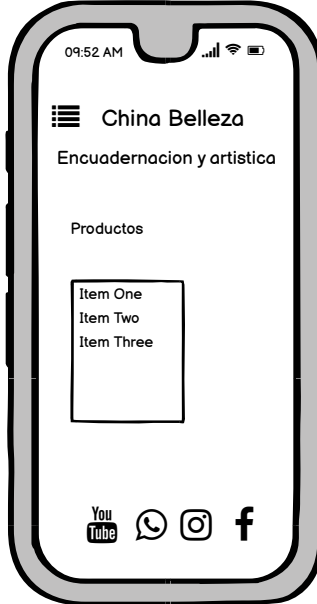 09:52 AM
China Belleza
Encuadernacion y artistica
Productos
Item One
Item Two
Item Three
You
Tube